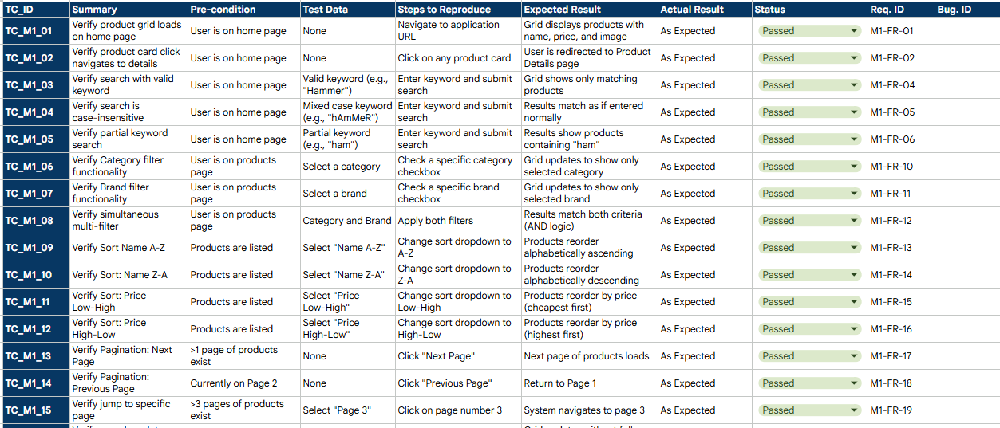 TC_ID Summary Pre-condition Test Data Steps to Reproduce Expected Result Actual Result Status Req. ID Bug. ID
TC_M1_01 Verify product grid loads on home page User is on home page None Navigate to application URL Grid displays products with name, price, and image As Expected Passed M1-FR-01
TC_M1_02 Verify product card click navigates to details User is on home page None Click on any product card User is redirected to Product Details page As Expected Passed M1-FR-02
TC_M1_03 Verify search with valid keyword User is on home page Valid keyword (e.g., "Hammer") Enter keyword and submit search Grid shows only matching products As Expected Passed M1-FR-04
TC_M1_04 Verify search is case-insensitive User is on home page Mixed case keyword (e.g., "hAmMeR") Enter keyword and submit search Results match as if entered normally As Expected Passed M1-FR-05
TC_M1_05 Verify partial keyword search User is on home page Partial keyword (e.g., "ham") Enter keyword and submit search Results show products containing "ham" As Expected Passed M1-FR-06
TC_M1_06 Verify Category filter functionality User is on products page Select a category Check a specific category checkbox Grid updates to show only selected category As Expected Passed M1-FR-10
TC_M1_07 Verify Brand filter functionality User is on products page Select a brand Check a specific brand checkbox Grid updates to show only selected brand As Expected Passed M1-FR-11
TC_M1_08 Verify simultaneous multi-filter User is on products page Category and Brand Apply both filters Results match both criteria (AND logic) As Expected Passed M1-FR-12
TC_M1_09 Verify Sort Name A-Z Products are listed Select "Name A-Z" Change sort dropdown to A-Z Products reorder alphabetically ascending As Expected Passed M1-FR-13
TC_M1_10 Verify Sort: Name Z-A Products are listed Select "Name Z-A" Change sort dropdown to Z-A Products reorder alphabetically descending As Expected Passed M1-FR-14
TC_M1_11 Verify Sort: Price Low-High Products are listed Select "Price Low-High" Change sort dropdown to Low-High Products reorder by price (cheapest first) As Expected Passed M1-FR-15
TC_M1_12 Verify Sort: Price High-Low Products are listed Select "Price High-Low" Change sort dropdown to High-Low Products reorder by price (highest first) As Expected Passed M1-FR-16
TC_M1_13 Verify Pagination: Next Page >1 page of products exist None Click "Next Page" Next page of products loads As Expected Passed M1-FR-17
TC_M1_14 Verify Pagination: Previous Page Currently on Page 2 None Click "Previous Page" Return to Page 1 As Expected Passed M1-FR-18
TC_M1_15 Verify jump to specific page >3 pages of products exist Select "Page 3" Click on page number 3 System navigates to page 3 As Expected Passed M1-FR-19